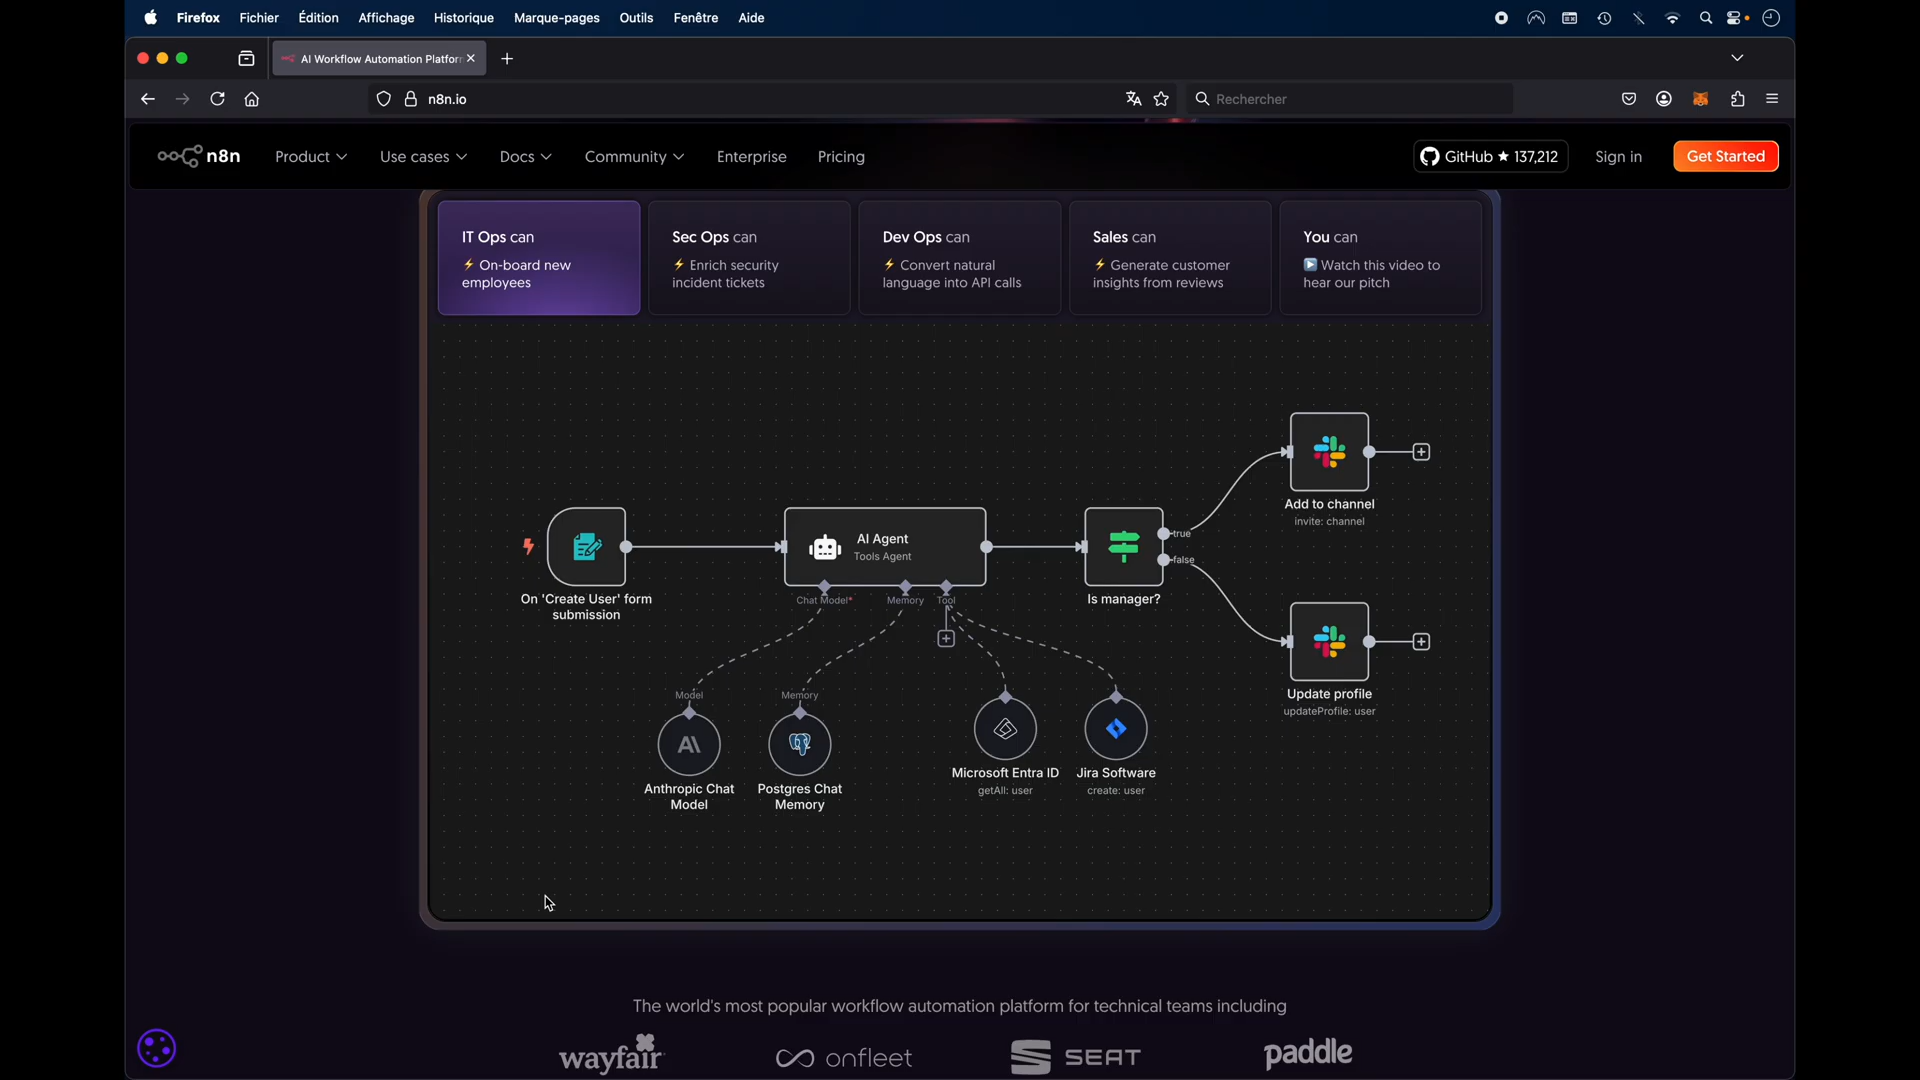 Firefox Fichier Édition Affichage Historique Marque-pages Outils Fenêtre Aide
AI Workflow Automation Platfor
n8n.io
Rechercher
n8n
Product
Use cases
Docs
Community
Enterprise
Pricing
GitHub ★ 137,212
Sign in
Get Started
IT Ops can
⚡ On-board new
employees
Sec Ops can
⚡ Enrich security
incident tickets
Dev Ops can
⚡ Convert natural
language into API calls
Sales can
⚡ Generate customer
insights from reviews
You can
▶️ Watch this video to
hear our pitch
Add to channel
invite: channel
AI Agent
Tools Agent
true
false
On 'Create User' form
submission
Chat Model*
Memory
Tool
Is manager?
Update profile
updateProfile: user
Model
Memory
Anthropic Chat
Model
Postgres Chat
Memory
Microsoft Entra ID
getAll: user
Jira Software
create: user
The world's most popular workflow automation platform for technical teams including
wayfair
onfleet
SEAT
paddle